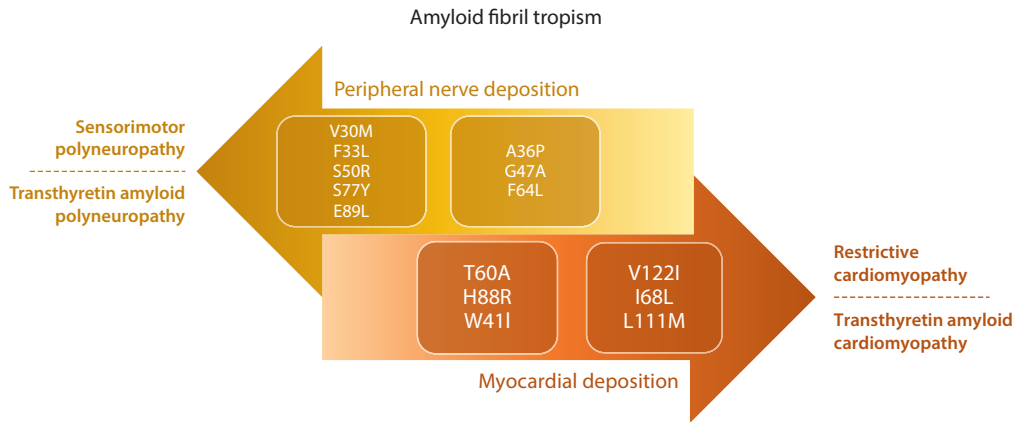 Amyloid fibril tropism
Peripheral nerve deposition
Sensorimotor
polyneuropathy
Transthyretin amyloid
polyneuropathy
V30M
F33L
S50R
S77Y
E89L
A36P
G47A
F64L
T60A
H88R
W41l
V122I
I68L
L111M
Restrictive
cardiomyopathy
Transthyretin amyloid
cardiomyopathy
Myocardial deposition